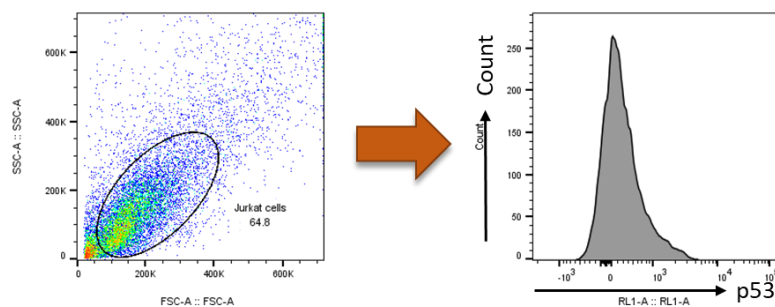 600K
400K
200K
0
SSC-A :: SSC-A
Jurkat cells
64.8
0
200K
400K
600K
FSC-A :: FSC-A
250
200
150
100
50
0
Count
Count
-10³
0
10³
10⁴
RL1-A :: RL1-A
p53